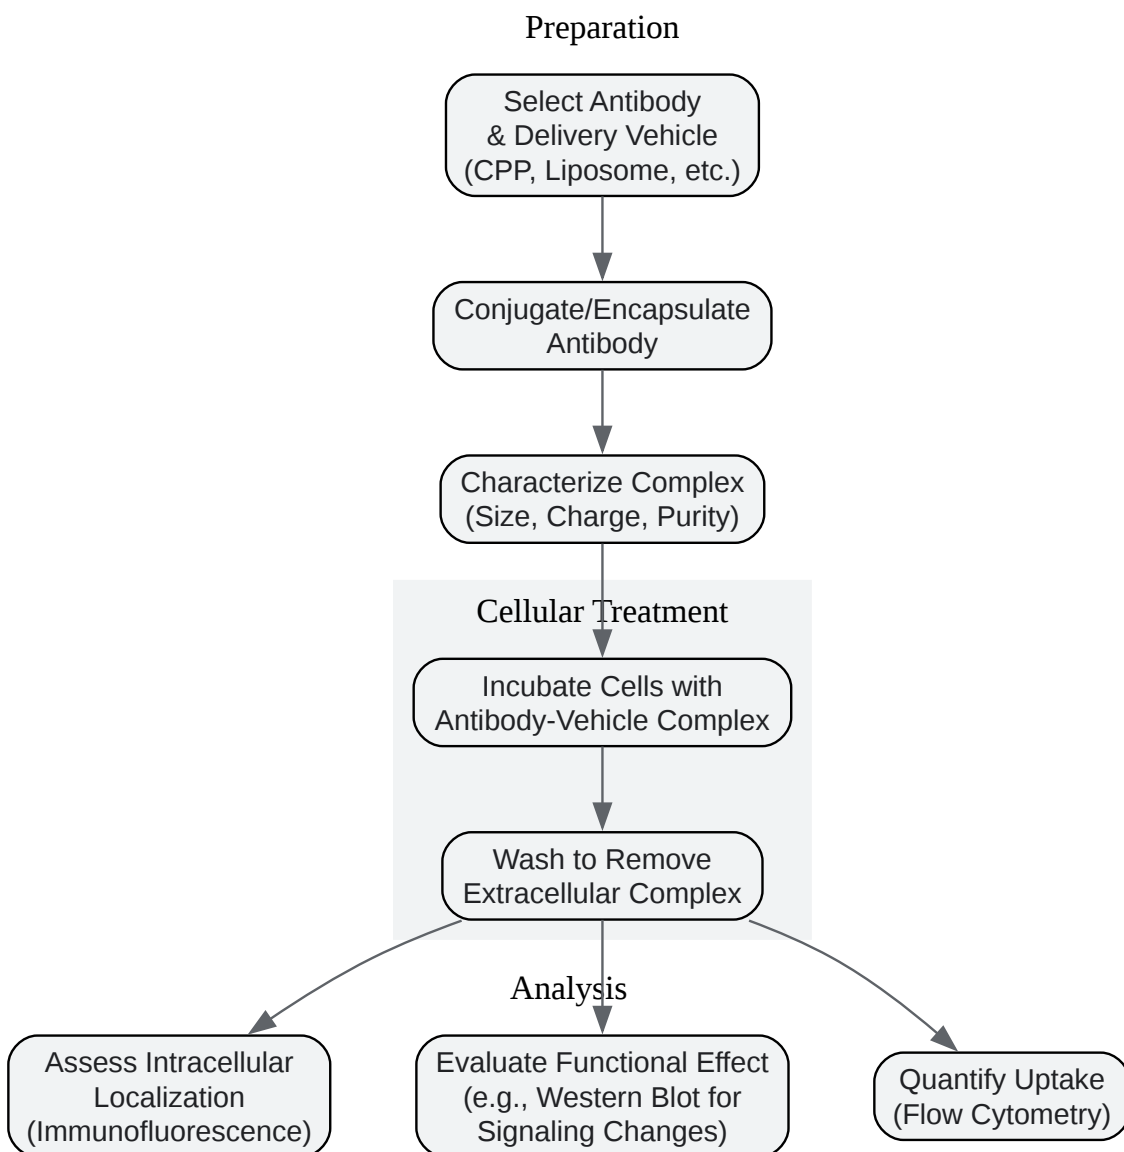 Preparation
Select Antibody
& Delivery Vehicle
(CPP, Liposome, etc.)
Conjugate/Encapsulate
Antibody
Characterize Complex
(Size, Charge, Purity)
Cellular Treatment
Incubate Cells with
Antibody-Vehicle Complex
Wash to Remove
Extracellular Complex
Analysis
Assess Intracellular
Localization
(Immunofluorescence)
Evaluate Functional Effect
(e.g., Western Blot for
Signaling Changes)
Quantify Uptake
(Flow Cytometry)